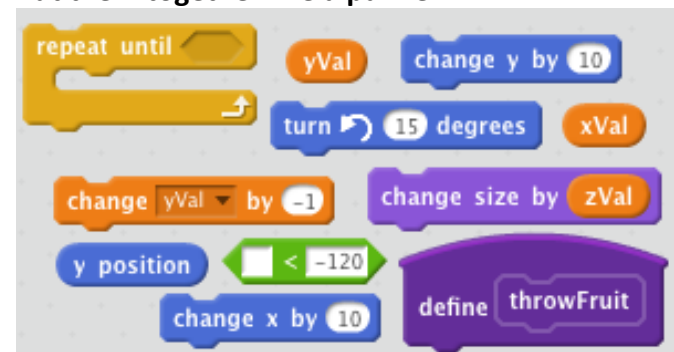 repeat until
yVal
change y by 10
turn 15 degrees
xVal
change yVal by -1
change size by zVal
y position
< -120
define throwFruit
change x by 10